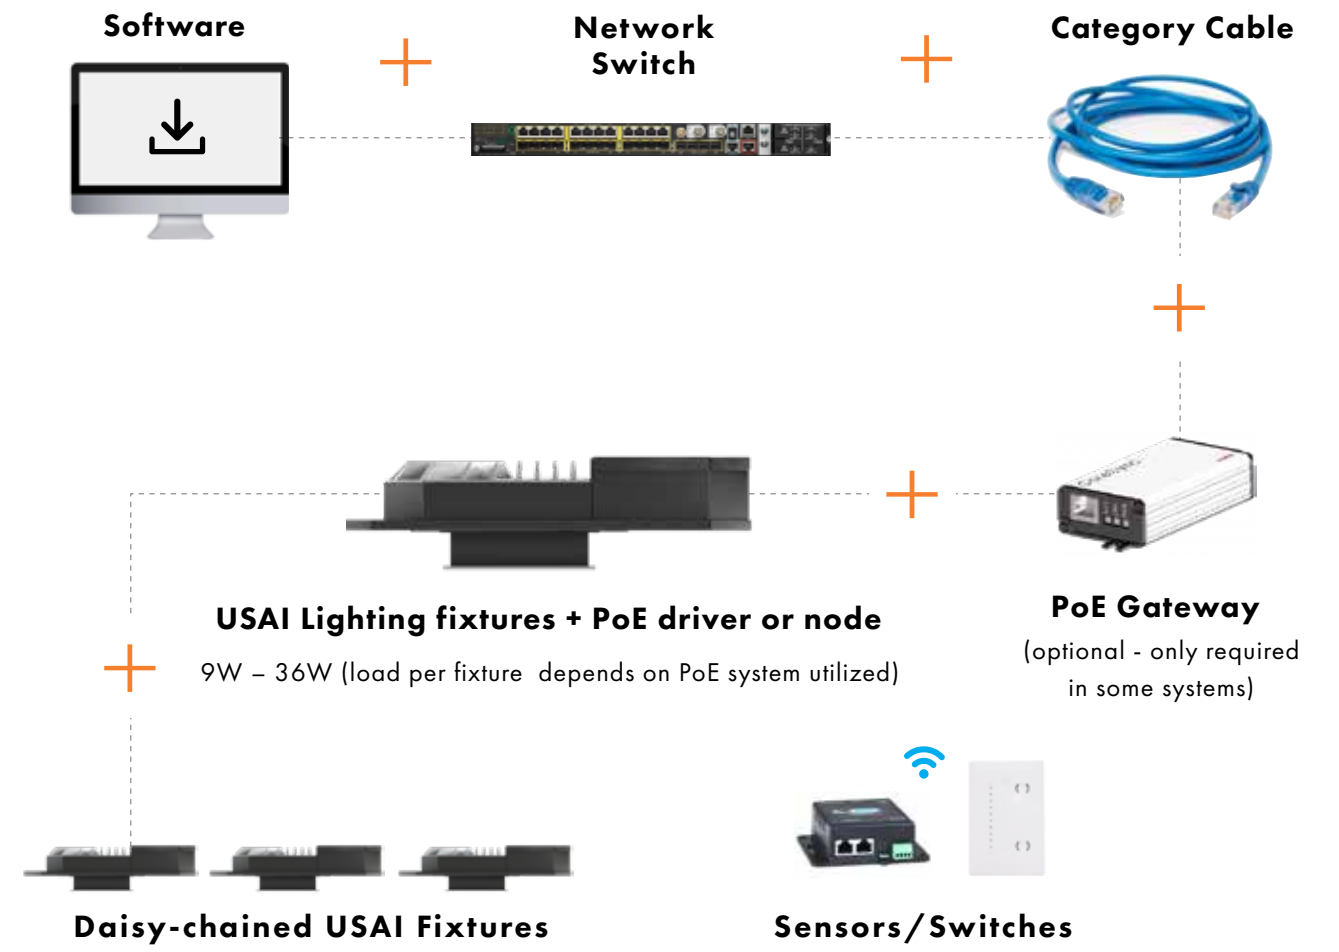 Software
Network
Switch
Category Cable
USAI Lighting fixtures + PoE driver or node
9W – 36W (load per fixture depends on PoE system utilized)
PoE Gateway
(optional - only required
in some systems)
Daisy-chained USAI Fixtures
Sensors/Switches